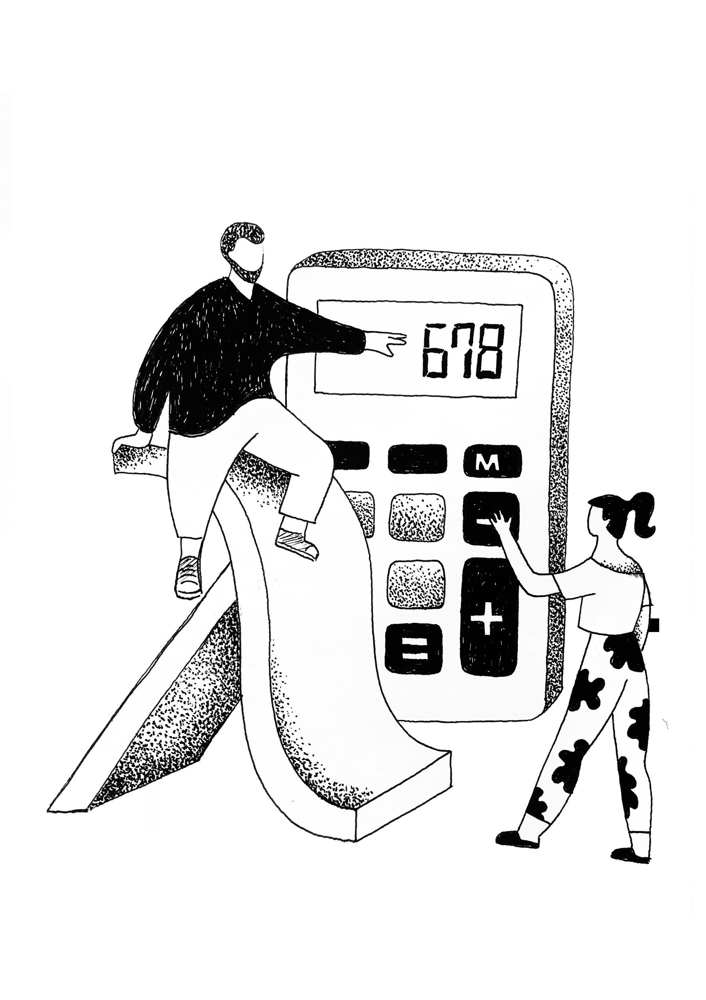 678
M
-
+
=